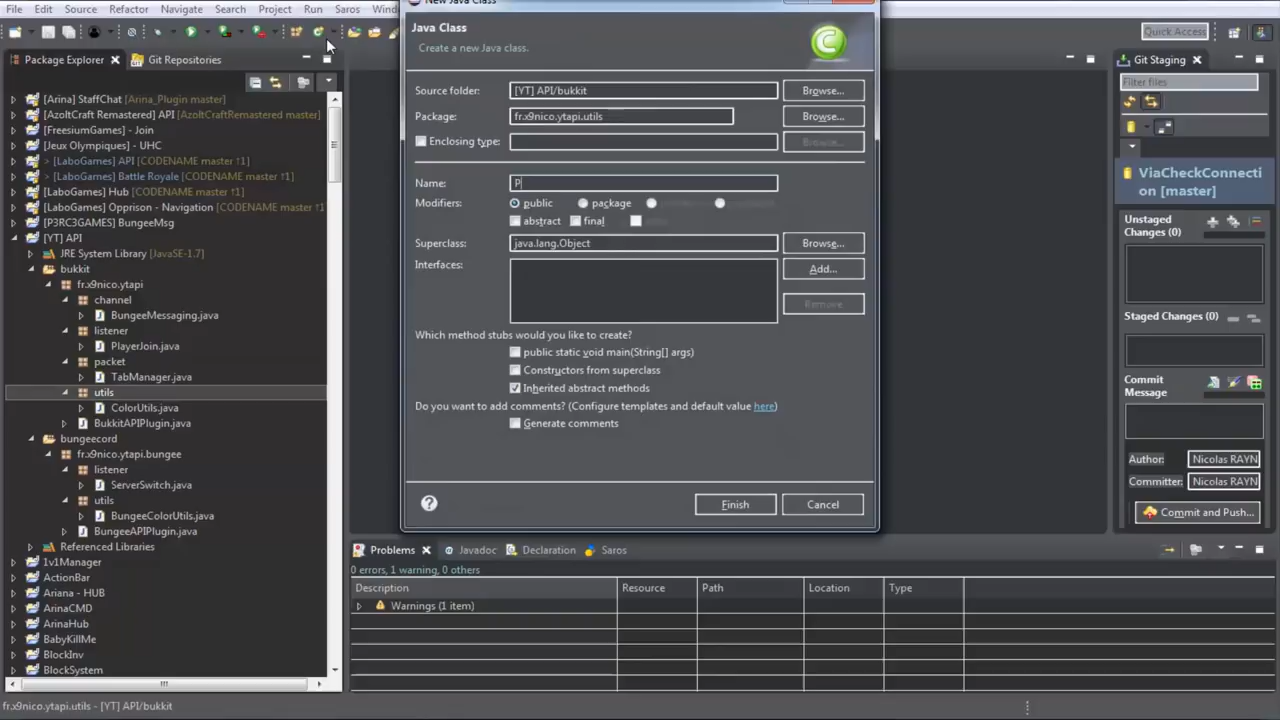 File Edit Source Refactor Navigate Search Project Run Saros
New Java Class
Quick Access
Package Explorer
Git Repositories
[Arina] StaffChat [Arina_Plugin master]
[AzoltCraft Remastered] API [AzoltCraftRemastered master]
[FreesiumGames] - Join
[Jeux Olympiques] - UHC
> [LaboGames] API [CODENAME master ↑1]
> [LaboGames] Battle Royale [CODENAME master ↑1]
[LaboGames] Hub [CODENAME master ↑1]
[LaboGames] Opprison - Navigation [CODENAME master ↑1]
[P3RC3GAMES] BungeeMsg
[YT] API
JRE System Library [JavaSE-1.7]
bukkit
fr.x9nico.ytapi
channel
BungeeMessaging.java
listener
PlayerJoin.java
packet
TabManager.java
utils
ColorUtils.java
BukkitAPIPlugin.java
bungeecord
fr.x9nico.ytapi.bungee
listener
ServerSwitch.java
utils
BungeeColorUtils.java
BungeeAPIPlugin.java
Referenced Libraries
1v1Manager
ActionBar
Ariana - HUB
ArinaCMD
ArinaHub
BabyKillMe
BlockInv
BlockSystem
fr.x9nico.ytapi.utils - [YT] API/bukkit
Java Class
Create a new Java class.
Source folder: [YT] API/bukkit Browse...
Package: fr.x9nico.ytapi.utils Browse...
Enclosing type: Browse...
Name: P
Modifiers: public package
abstract final
Superclass: java.lang.Object Browse...
Interfaces: Add...
Remove
Which method stubs would you like to create?
public static void main(String[] args)
Constructors from superclass
Inherited abstract methods
Do you want to add comments? (Configure templates and default value here)
Generate comments
Finish Cancel
Problems Javadoc Declaration Saros
0 errors, 1 warning, 0 others
Description Resource Path Location Type
Warnings (1 item)
Git Staging
Filter files
ViaCheckConnecti
on [master]
Unstaged
Changes (0)
Staged Changes (0)
Commit
Message
Author: Nicolas RAYN
Committer: Nicolas RAYN
Commit and Push...